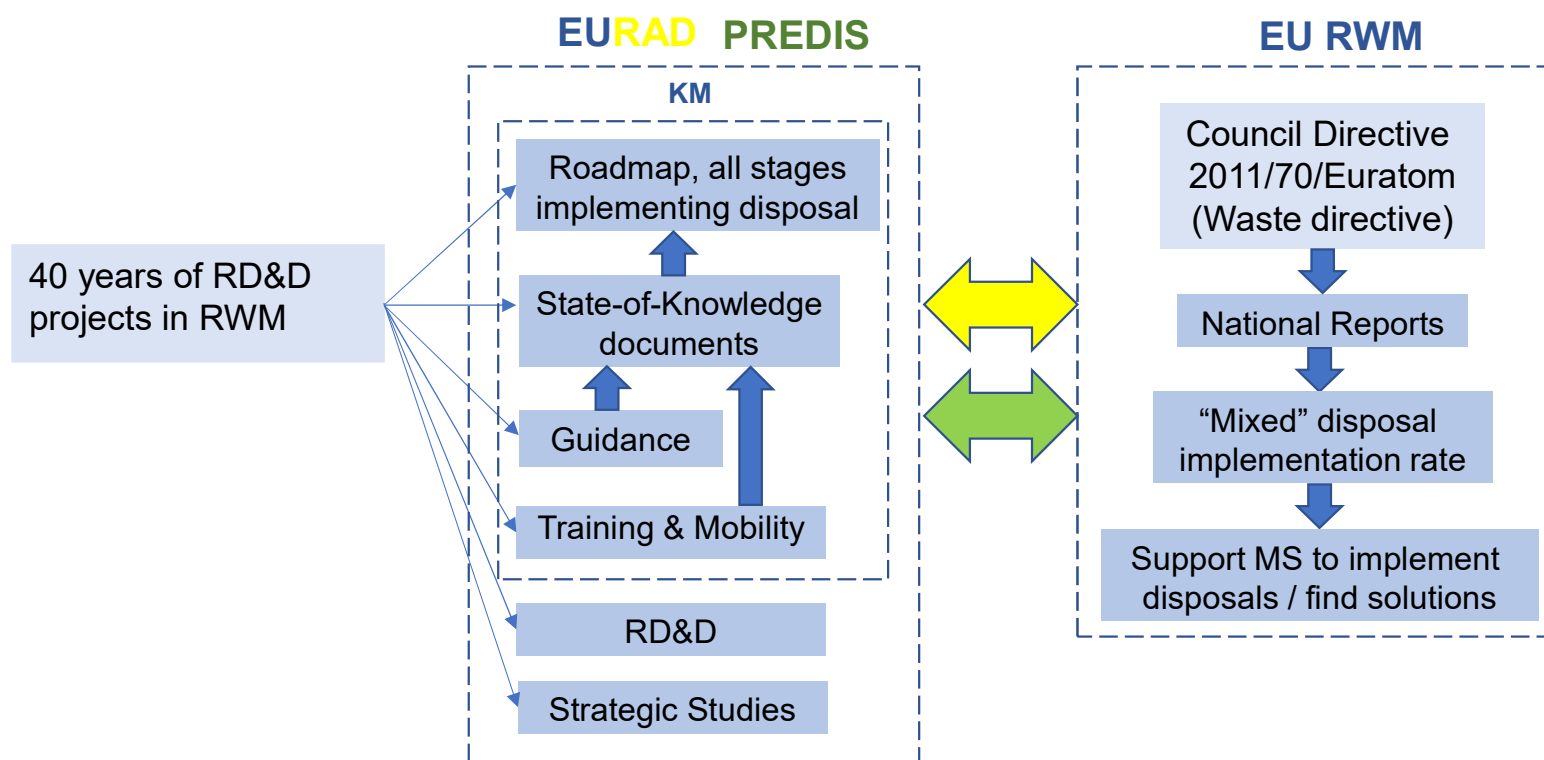 EURAD PREDIS
EU RWM
KM
40 years of RD&D
projects in RWM
Roadmap, all stages
implementing disposal
State-of-Knowledge
documents
Guidance
Training & Mobility
RD&D
Strategic Studies
Council Directive
2011/70/Euratom
(Waste directive)
National Reports
“Mixed” disposal
implementation rate
Support MS to implement
disposals / find solutions